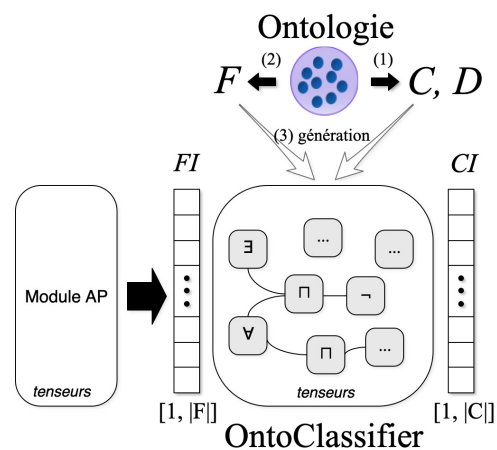 Ontologie
(2) (1)
F C, D
(3) génération
FI CI
∃ ... ...
Module AP ⊓ ¬
∀
⊓ ...
tenseurs tenseurs
[1, |F|] [1, |C|]
OntoClassifier